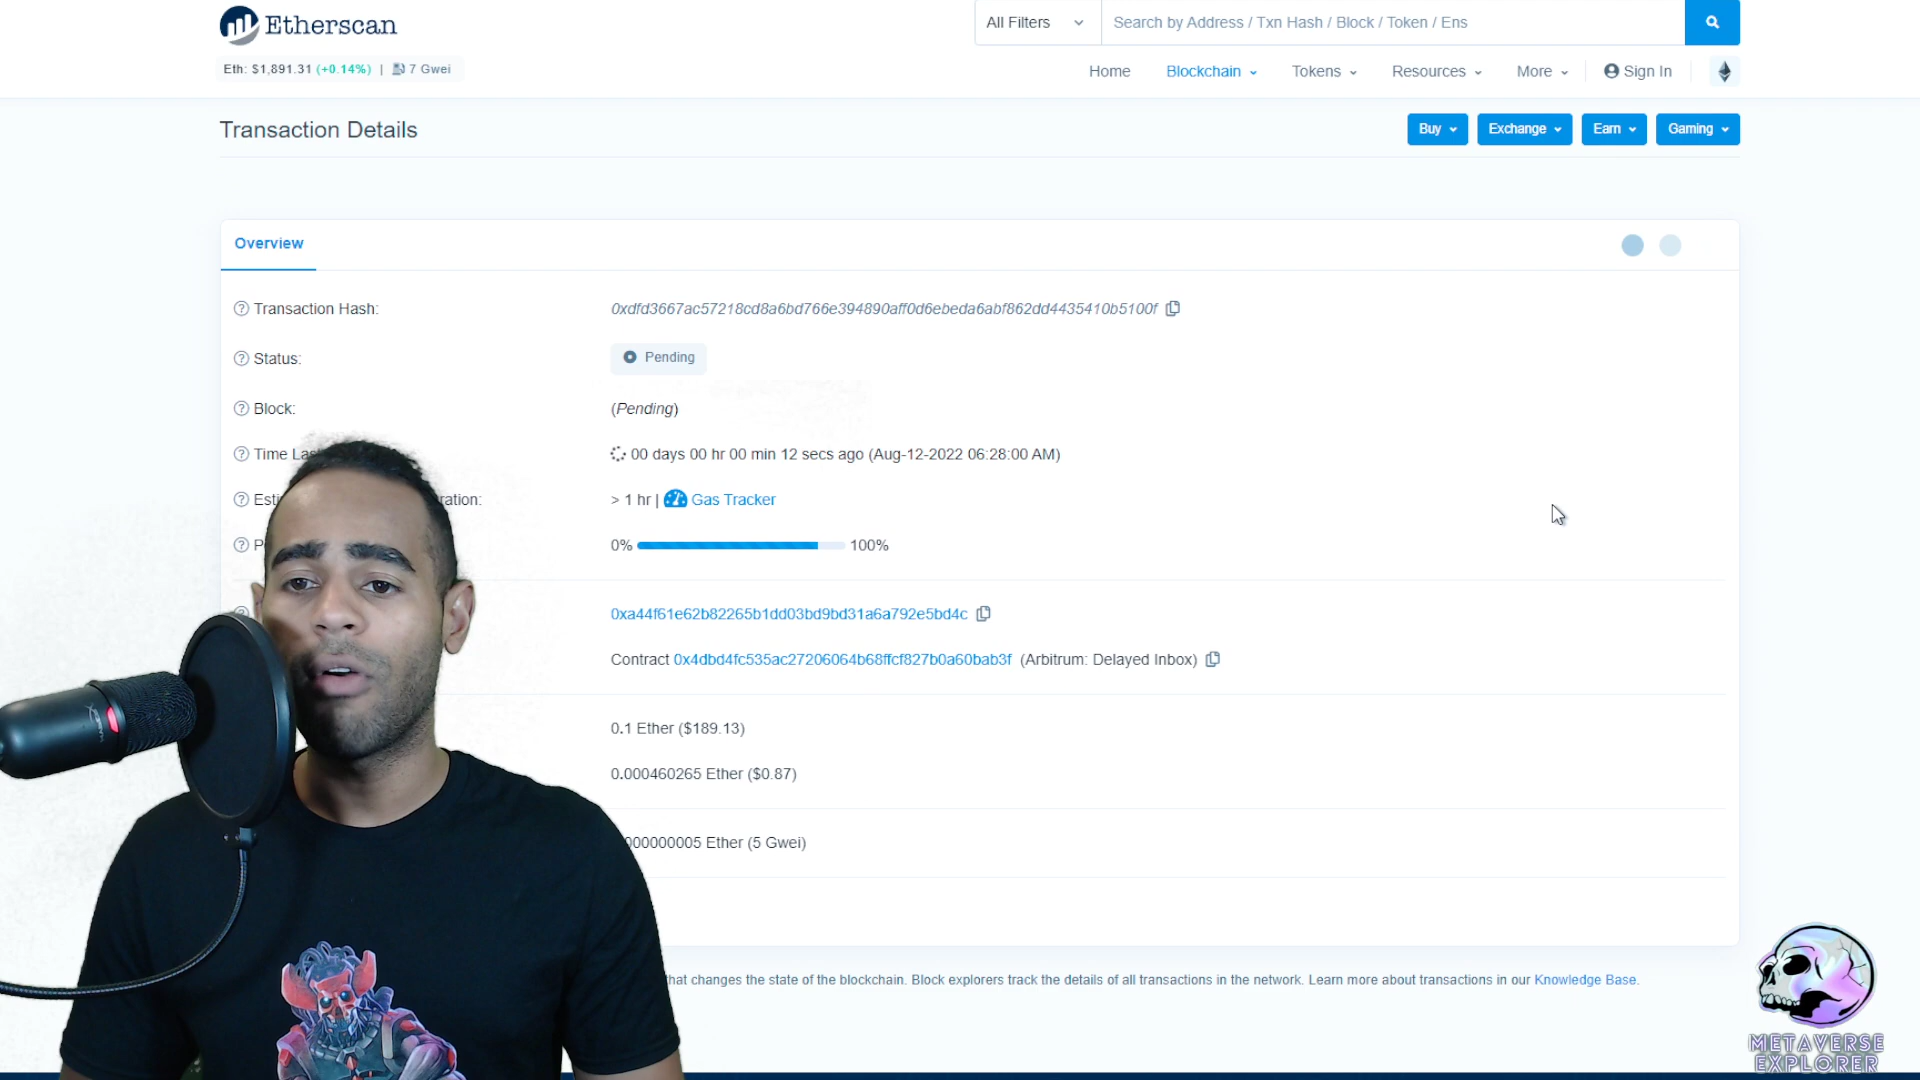 Etherscan
All Filters
Search by Address / Txn Hash / Block / Token / Ens
Eth: $1,891.31 (+0.14%) | 7 Gwei
Home Blockchain Tokens Resources More Sign In
Transaction Details
Buy Exchange Earn Gaming
Overview
Transaction Hash: 0xdfd3667ac57218cd8a6bd766e394890aff0d6ebeda6abf862dd4435410b5100f
Status: Pending
Block: (Pending)
Time Las 00 days 00 hr 00 min 12 secs ago (Aug-12-2022 06:28:00 AM)
Esti ration: > 1 hr | Gas Tracker
P 0% 100%
0xa44f61e62b82265b1dd03bd9bd31a6a792e5bd4c
Contract 0x4dbd4fc535ac27206064b68ffcf827b0a60bab3f (Arbitrum: Delayed Inbox)
0.1 Ether ($189.13)
0.000460265 Ether ($0.87)
000000005 Ether (5 Gwei)
hat changes the state of the blockchain. Block explorers track the details of all transactions in the network. Learn more about transactions in our Knowledge Base.
METAVERSE
EXPLORER